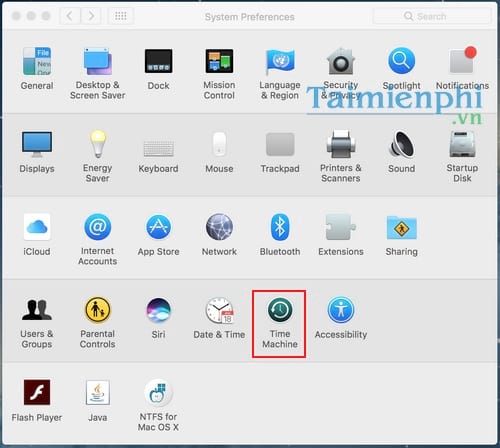 System Preferences
Search
File
New
One
General
Desktop &
Screen Saver
Dock
Mission
Control
Language
& Region
Security
& Privacy
Spotlight
Notifications
Taimienphi
.vn
Displays
Energy
Saver
Keyboard
Mouse
Trackpad
Printers &
Scanners
Sound
Startup
Disk
iCloud
Internet
Accounts
App Store
Network
Bluetooth
Extensions
Sharing
Users &
Groups
Parental
Controls
Siri
18
Date & Time
Time
Machine
Accessibility
Flash Player
Java
NTFS for
Mac OS X